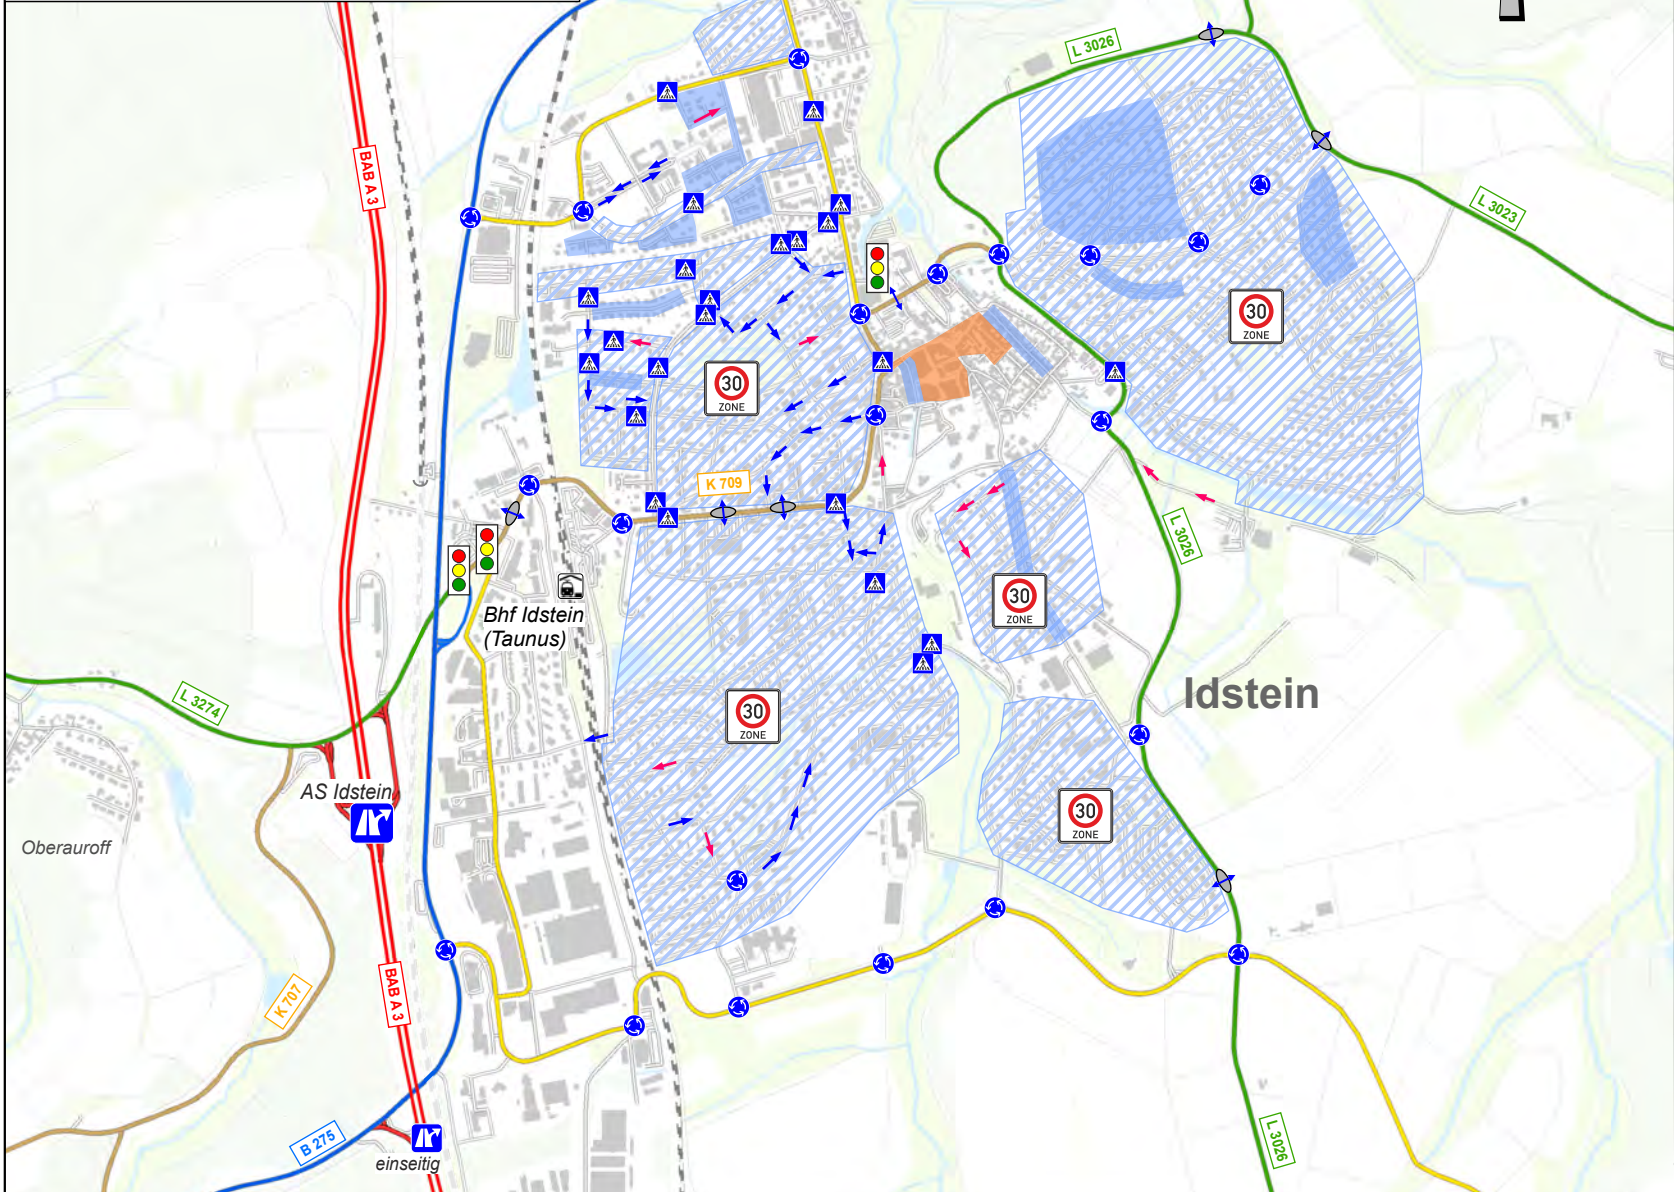 L 3026
BAB A 3
L 3023
30
ZONE
30
ZONE
K 709
L 3026
30
ZONE
Bhf Idstein
(Taunus)
L 3274
Idstein
30
ZONE
AS Idstein
30
ZONE
Oberauroff
K 707
BAB A 3
B 275
einseitig
L 3026